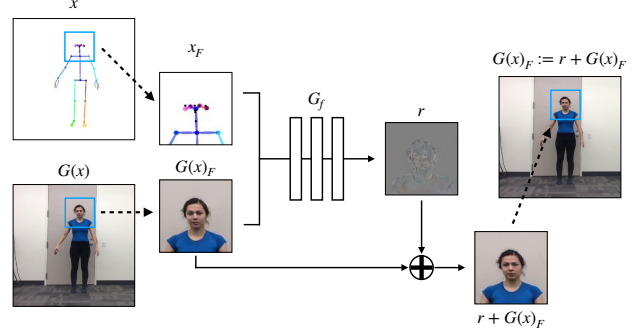 x
x_F
G_f
r
G(x)_F := r + G(x)_F
G(x)
G(x)_F
r + G(x)_F